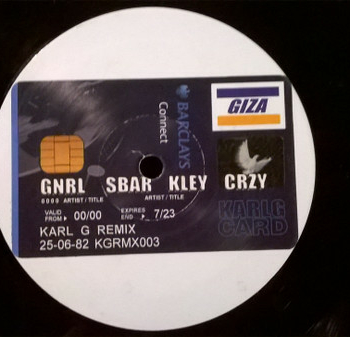 BARCLAYS
Connect
GIZA
GNRL SBAR KLEY CRZY
0000 ARTIST / TITLE ARTIST / TITLE
VALID FROM 00/00 EXPIRES END 7/23
KARLG
CARD
KARL G REMIX
25-06-82 KGRMX003